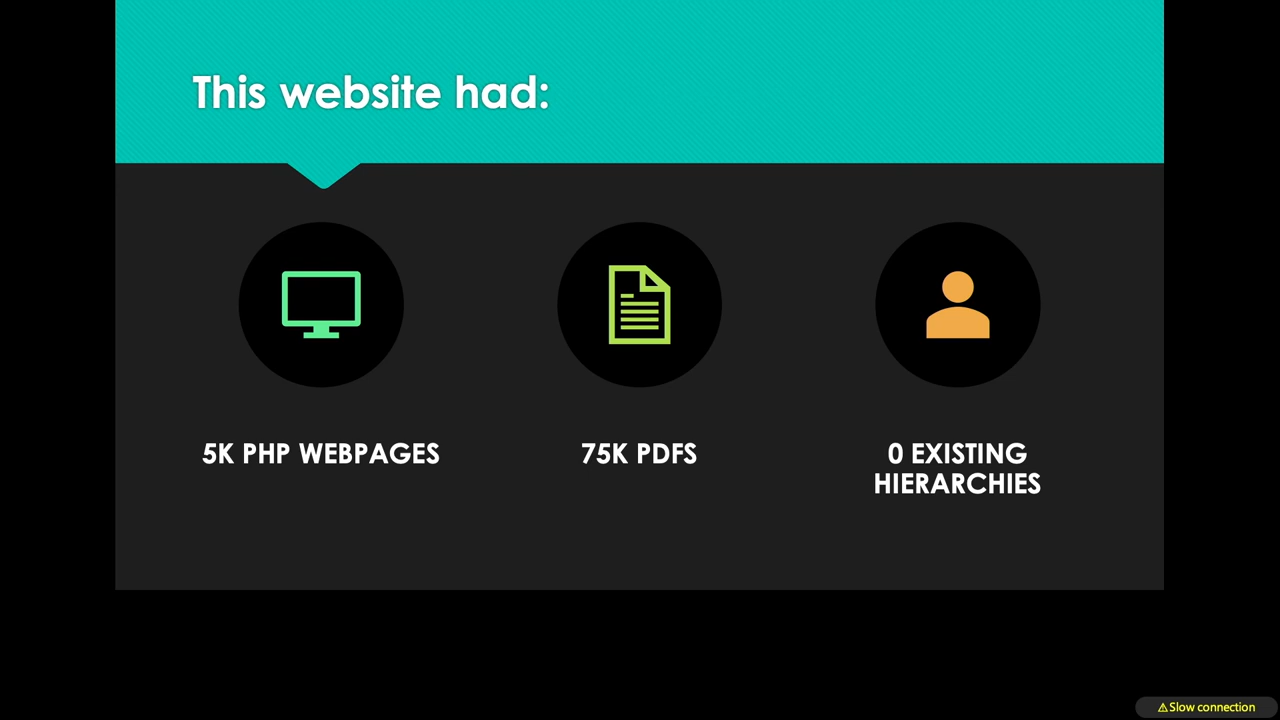 This website had:
5K PHP WEBPAGES
75K PDFS
0 EXISTING
HIERARCHIES
⚠Slow connection